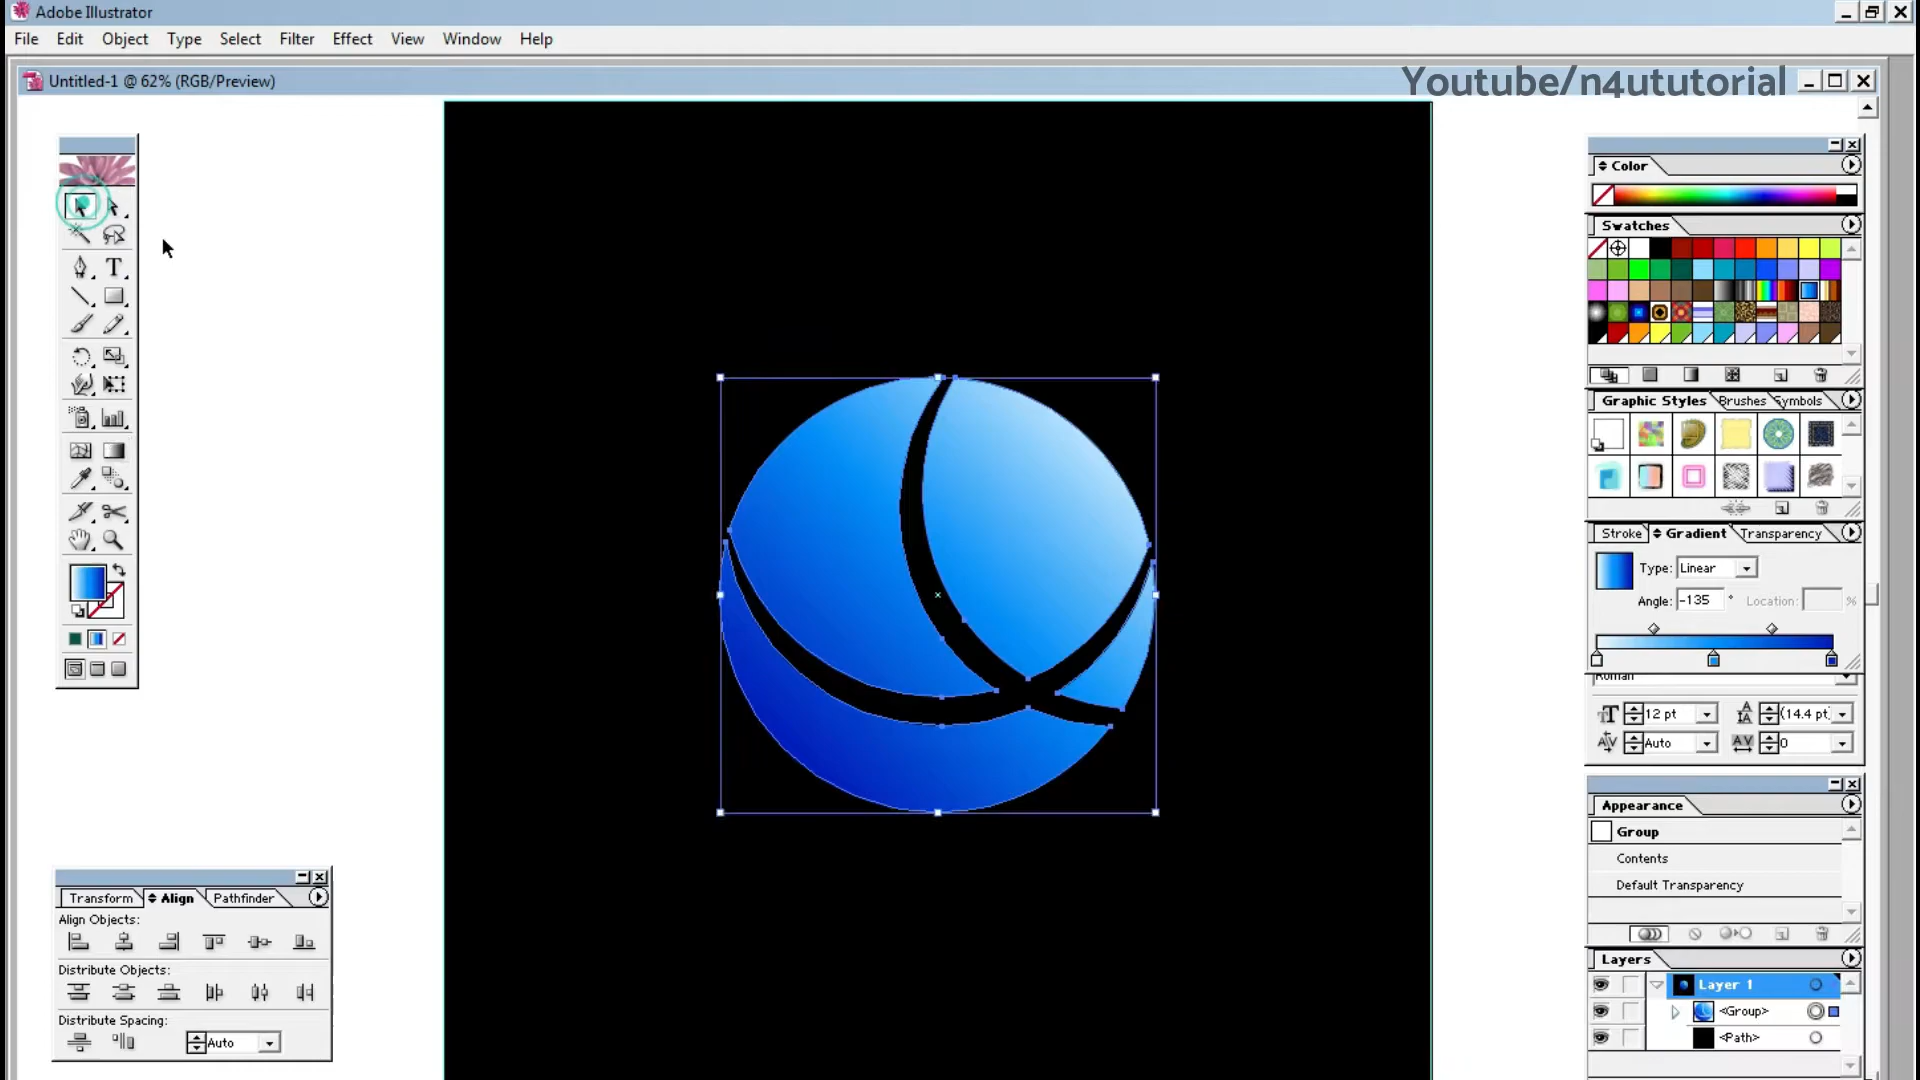 Adobe Illustrator
File Edit Object Type Select Filter Effect View Window Help
Untitled-1 @ 62% (RGB/Preview)
Youtube/n4ututorial
T
Color
Swatches
Graphic Styles Brushes Symbols
Stroke Gradient Transparency
Type: Linear
Angle: -135 ° Location: %
Roman
12 pt (14.4 pt)
Auto 0
Appearance
Group
Contents
Default Transparency
Layers
Layer 1
<Group>
<Path>
Transform Align Pathfinder
Align Objects:
Distribute Objects:
Distribute Spacing:
Auto